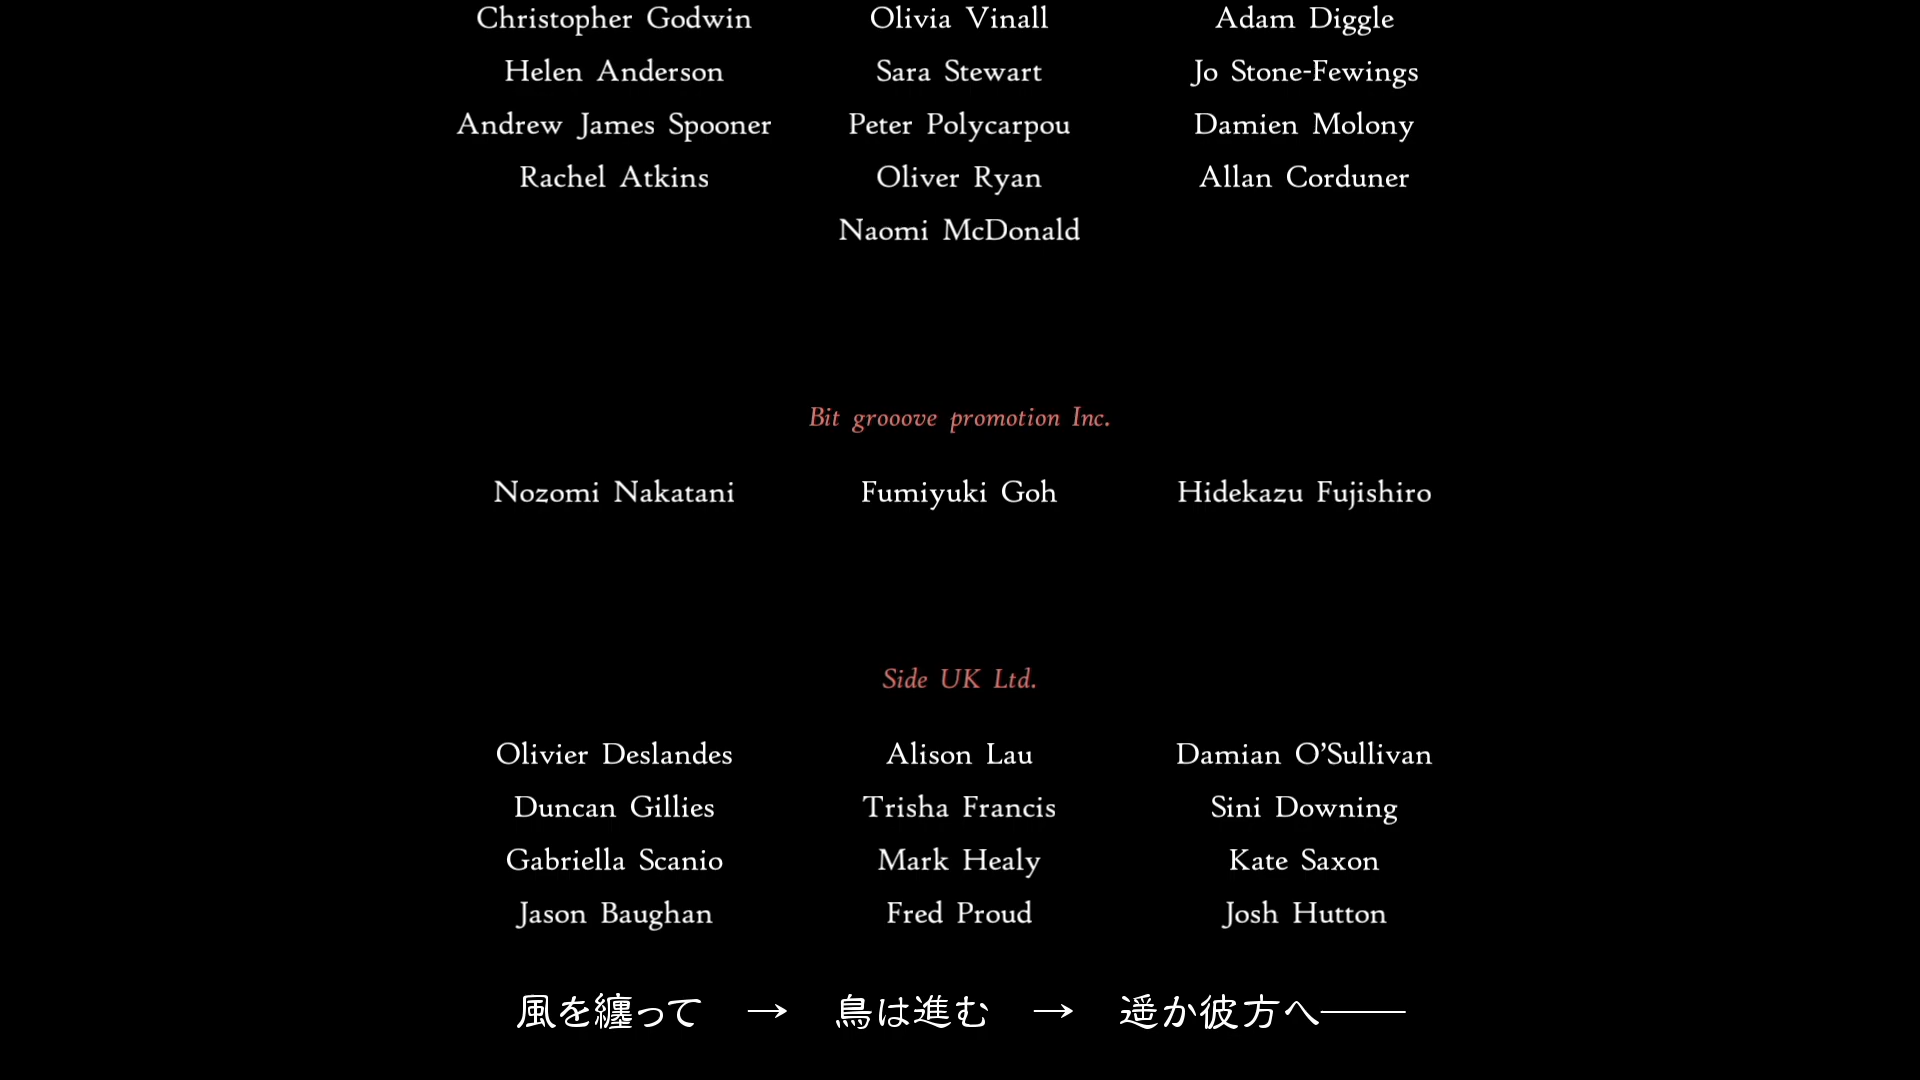 Christopher Godwin Olivia Vinall Adam Diggle
Helen Anderson Sara Stewart Jo Stone-Fewings
Andrew James Spooner Peter Polycarpou Damien Molony
Rachel Atkins Oliver Ryan Allan Corduner
Naomi McDonald
Bit grooove promotion Inc.
Nozomi Nakatani Fumiyuki Goh Hidekazu Fujishiro
Side UK Ltd.
Olivier Deslandes Alison Lau Damian O’Sullivan
Duncan Gillies Trisha Francis Sini Downing
Gabriella Scanio Mark Healy Kate Saxon
Jason Baughan Fred Proud Josh Hutton
風を纏って → 鳥は進む → 遥か彼方へ――